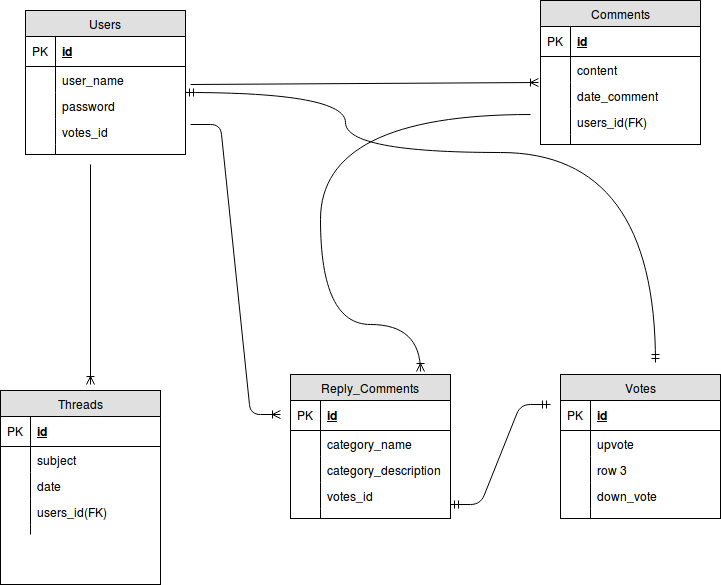 Users
PK id
user_name
password
votes_id
Comments
PK id
content
date_comment
users_id(FK)
Threads
PK id
subject
date
users_id(FK)
Reply_Comments
PK id
category_name
category_description
votes_id
Votes
PK id
upvote
row 3
down_vote